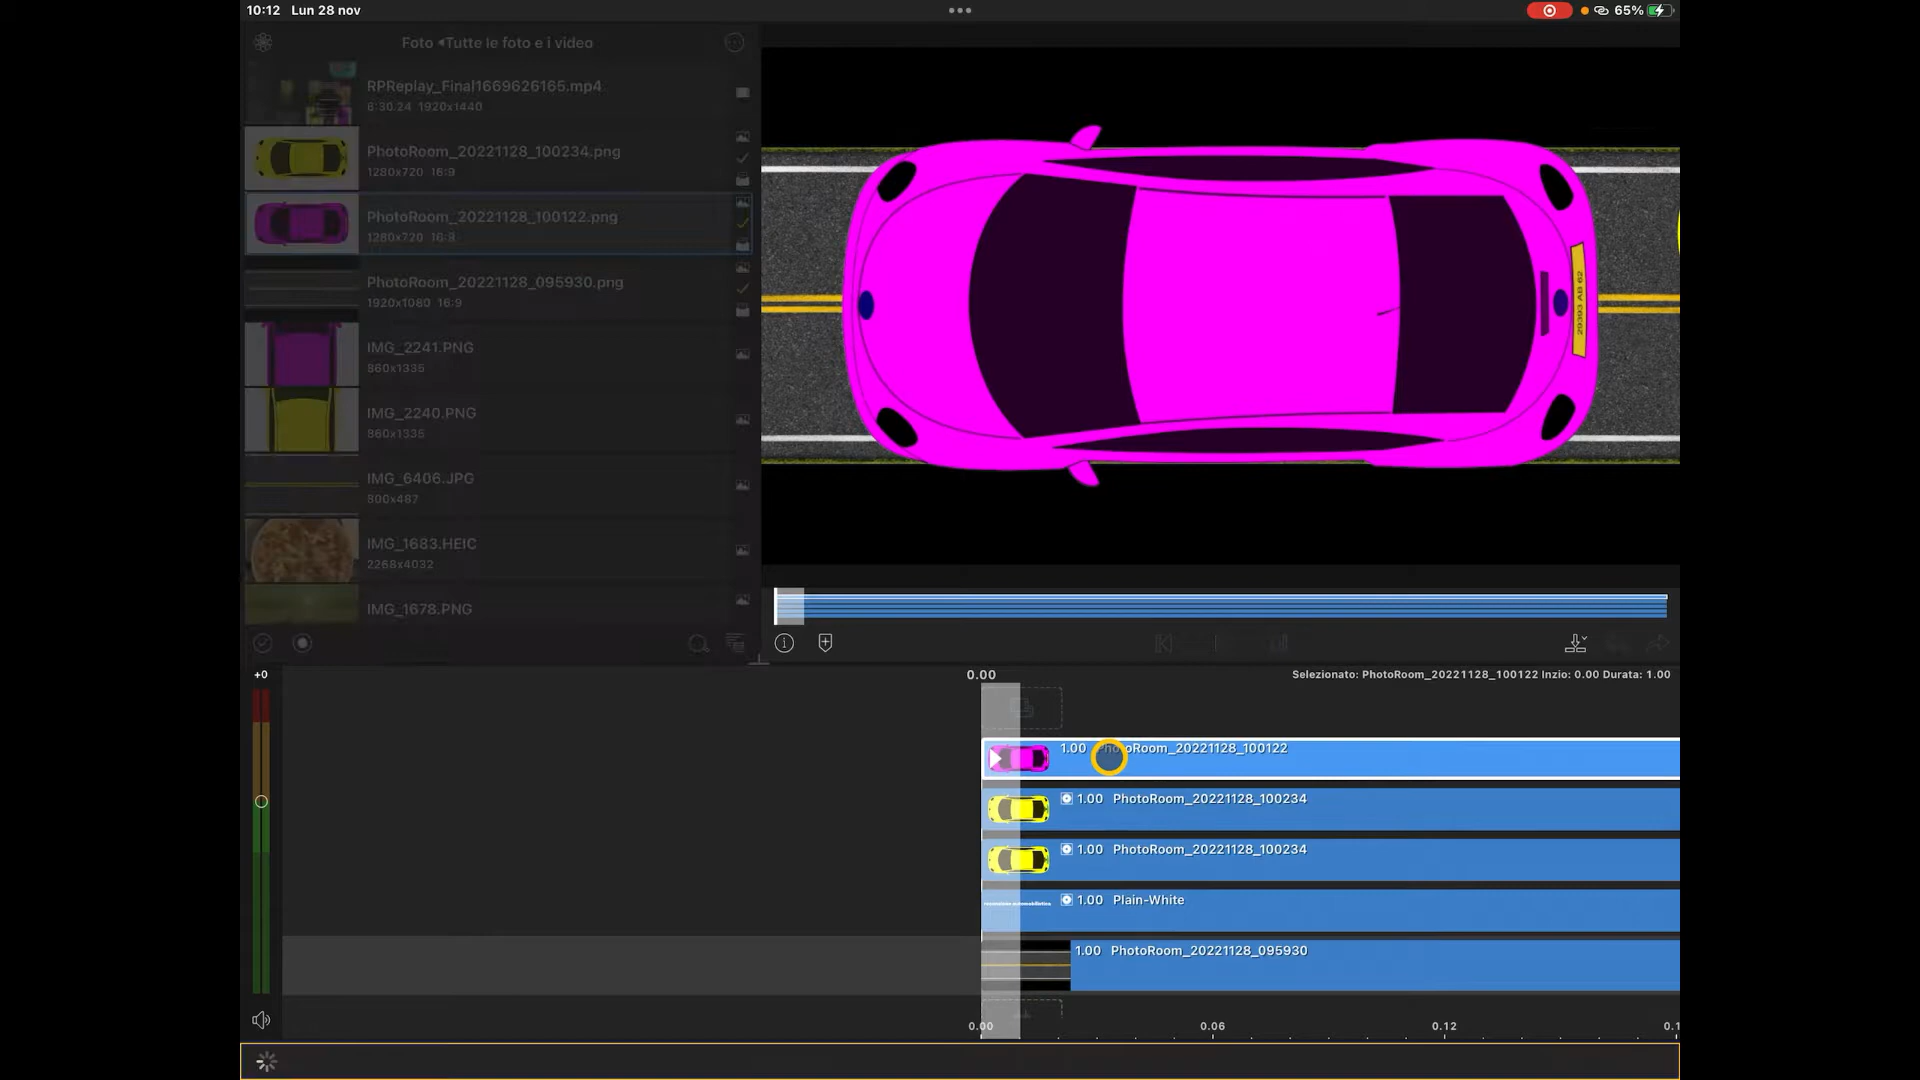 10:12 Lun 28 nov
65%
Foto ◂Tutte le foto e i video
RPReplay_Final1669626165.mp4
6:30.24 1920x1440
PhotoRoom_20221128_100234.png
1280x720 16:9
PhotoRoom_20221128_100122.png
1280x720 16:9
PhotoRoom_20221128_095930.png
1920x1080 16:9
IMG_2241.PNG
860x1335
IMG_2240.PNG
860x1335
IMG_6406.JPG
800x487
IMG_1683.HEIC
2268x4032
IMG_1678.PNG
+0
0.00
Selezionato: PhotoRoom_20221128_100122 Inzio: 0.00 Durata: 1.00
1.00 PhotoRoom_20221128_100122
1.00 PhotoRoom_20221128_100234
1.00 PhotoRoom_20221128_100234
1.00 Plain-White
1.00 PhotoRoom_20221128_095930
0.00
0.06
0.12